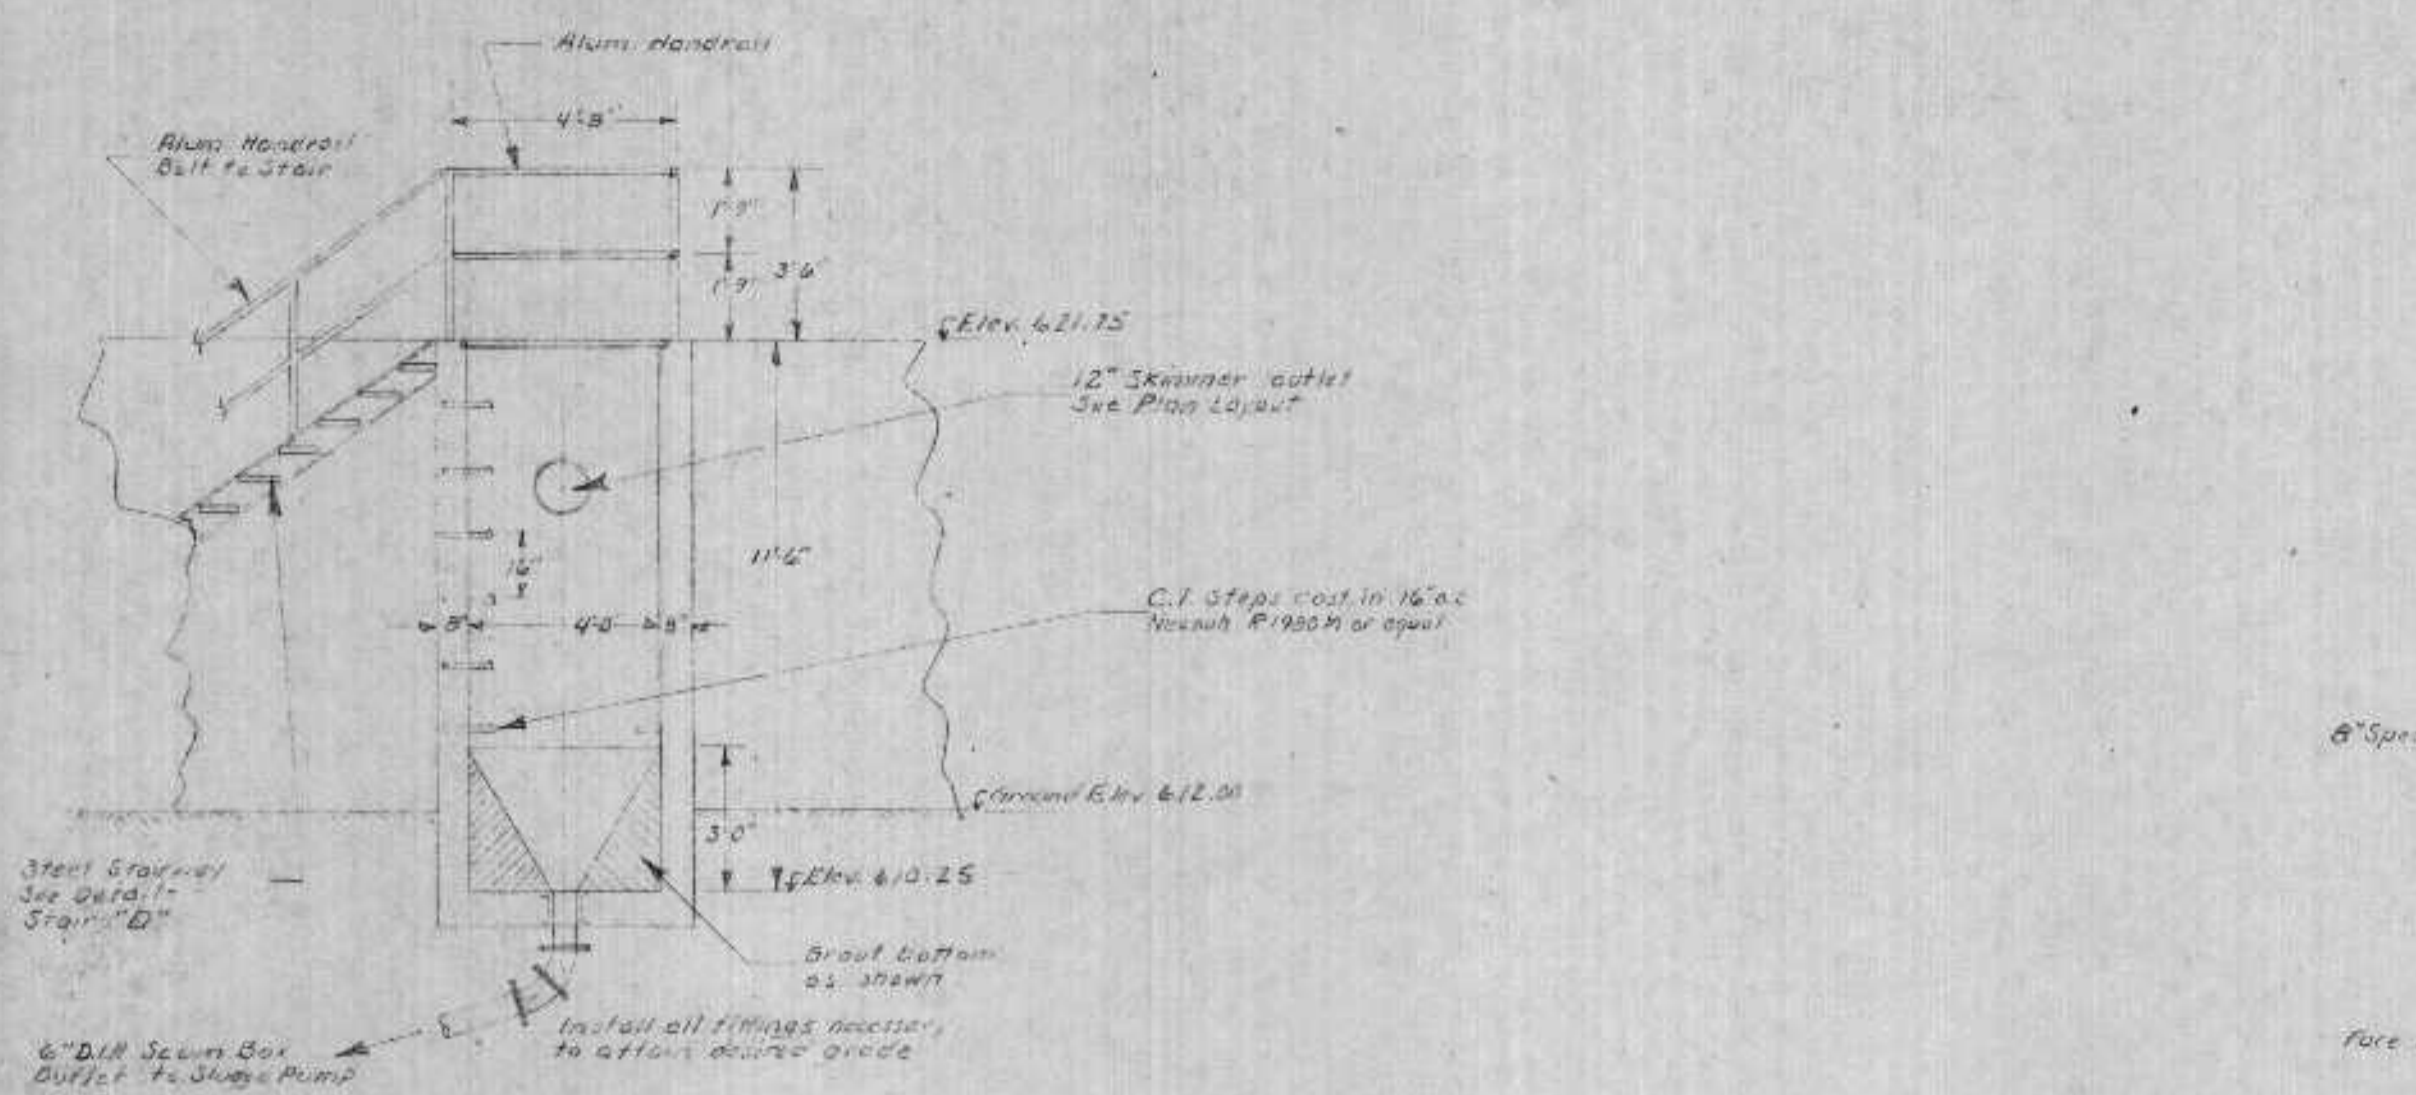 Alum. Handrail
4'-8"
Alum Handrail
Bolt to Stair
1'-9"
3'-6"
1'-9"
Elev. 621.75
12" Skimmer outlet
See Plan Layout
11'-6"
16"
C.I. Steps cast in 16" o.c
Neenah R1980M or equal
8" 4'-0 8"
8" Spe
Ground Elev 612.00
3'-0"
Steel Stairway
See Detail-
Stair "D"
Elev. 610.25
Grout bottom
as shown
Install all fittings necessary
to attain desired grade
6" D.I.M Scum Box
Outlet to Sludge Pump
Face